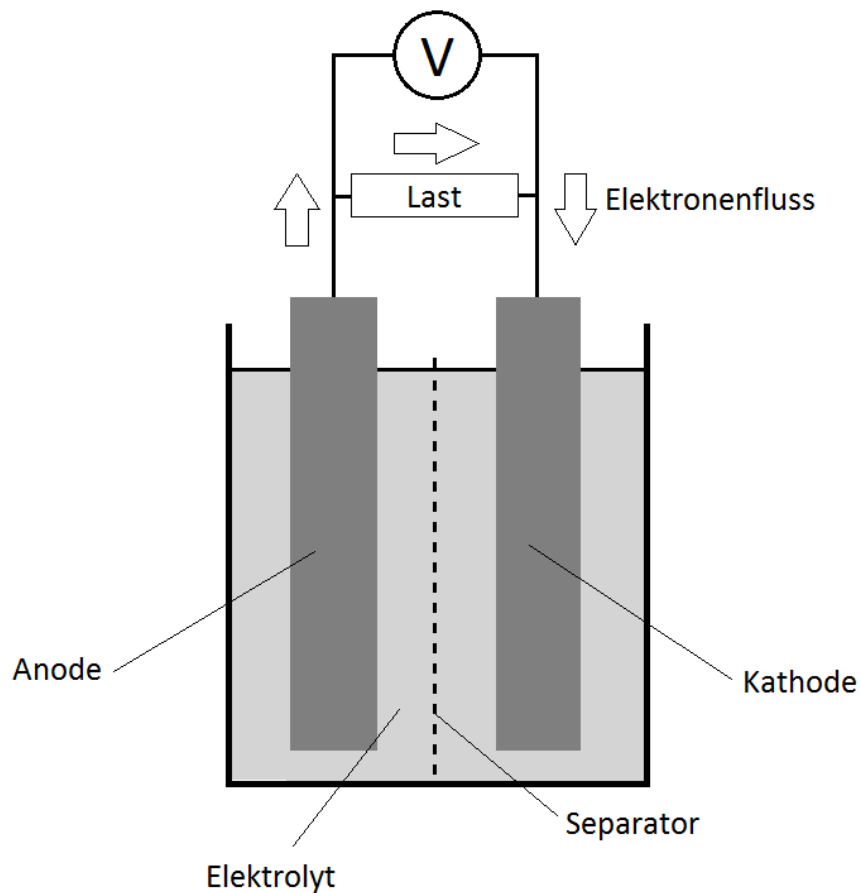 V
Last
Elektronenfluss
Anode
Kathode
Separator
Elektrolyt